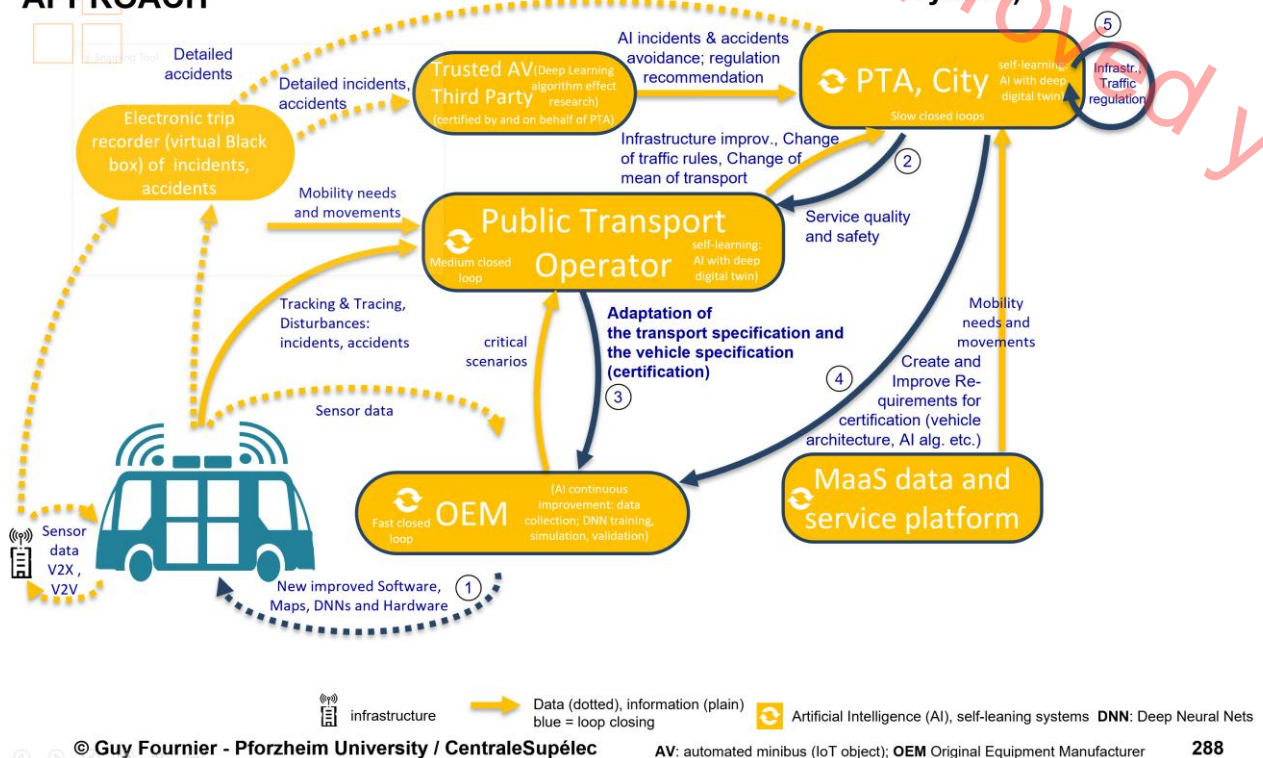 APPROACH
Snipping Tool
Detailed
accidents
Detailed incidents,
accidents
Trusted AV (Deep Learning
Third Party algorithm effect
research)
(certified by and on behalf of PTA)
AI incidents & accidents
avoidance; regulation
recommendation
PTA, City
self-learning:
AI with deep
digital twin)
Slow closed loops
5
Infrastr.,
Traffic
regulation
roved y
Electronic trip
recorder (virtual Black
box) of incidents,
accidents
Infrastructure improv., Change
of traffic rules, Change of
mean of transport
2
Mobility needs
and movements
Public Transport
Operator
Medium closed
loop
self-learning:
AI with deep
digital twin)
Service quality
and safety
Tracking & Tracing,
Disturbances:
incidents, accidents
critical
scenarios
Adaptation of
the transport specification and
the vehicle specification
(certification)
3
4
Mobility
needs and
movements
Create and
Improve Re-
quirements for
certification (vehicle
architecture, AI alg. etc.)
Sensor data
OEM
Fast closed
loop
(AI continuous
improvement: data
collection; DNN training,
simulation, validation)
MaaS data and
service platform
Sensor
data
V2X ,
V2V
New improved Software,
Maps, DNNs and Hardware
1
infrastructure
Data (dotted), information (plain)
blue = loop closing
Artificial Intelligence (AI), self-leaning systems DNN: Deep Neural Nets
© Guy Fournier - Pforzheim University / CentraleSupélec
AV: automated minibus (IoT object); OEM Original Equipment Manufacturer
288